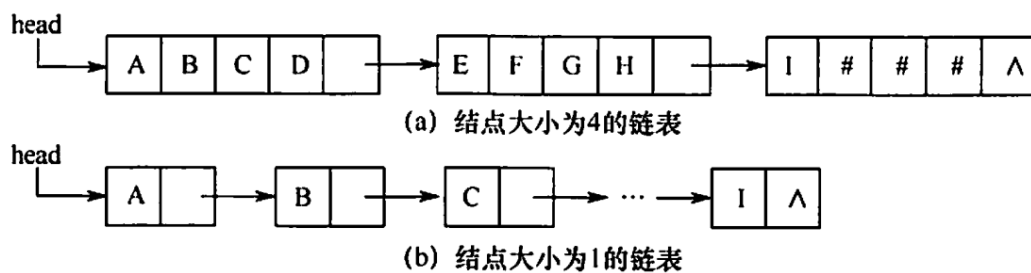 head
A B C D E F G H I # # # ∧
(a) 结点大小为4的链表
head
A B C ··· I ∧
(b) 结点大小为1的链表